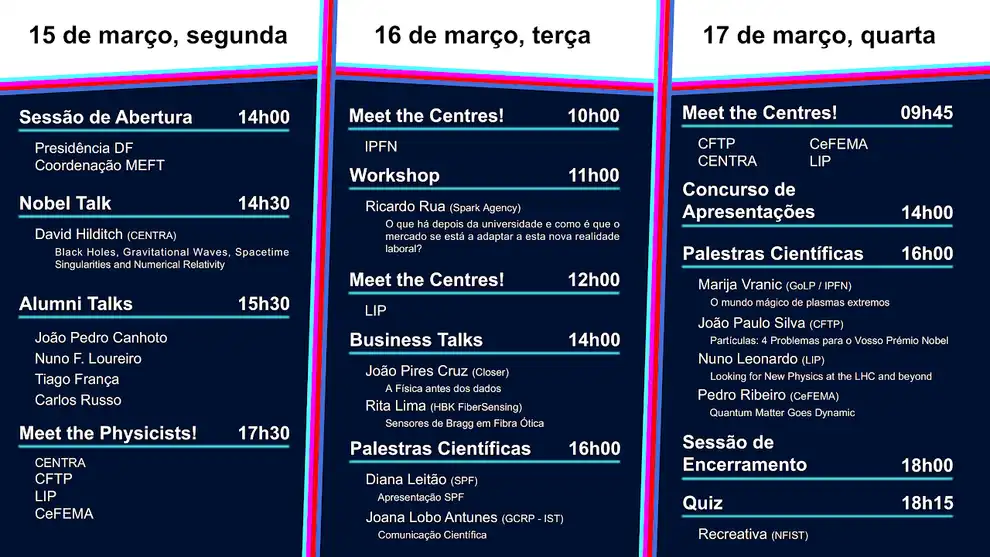 15 de março, segunda
Sessão de Abertura 14h00
Presidência DF
Coordenação MEFT
Nobel Talk 14h30
David Hilditch (CENTRA)
Black Holes, Gravitational Waves, Spacetime
Singularities and Numerical Relativity
Alumni Talks 15h30
João Pedro Canhoto
Nuno F. Loureiro
Tiago França
Carlos Russo
Meet the Physicists! 17h30
CENTRA
CFTP
LIP
CeFEMA
16 de março, terça
Meet the Centres! 10h00
IPFN
Workshop 11h00
Ricardo Rua (Spark Agency)
O que há depois da universidade e como é que o
mercado se está a adaptar a esta nova realidade
laboral?
Meet the Centres! 12h00
LIP
Business Talks 14h00
João Pires Cruz (Closer)
A Física antes dos dados
Rita Lima (HBK FiberSensing)
Sensores de Bragg em Fibra Ótica
Palestras Científicas 16h00
Diana Leitão (SPF)
Apresentação SPF
Joana Lobo Antunes (GCRP - IST)
Comunicação Científica
17 de março, quarta
Meet the Centres! 09h45
CFTP CeFEMA
CENTRA LIP
Concurso de
Apresentações 14h00
Palestras Científicas 16h00
Marija Vranic (GoLP / IPFN)
O mundo mágico de plasmas extremos
João Paulo Silva (CFTP)
Partículas: 4 Problemas para o Vosso Prémio Nobel
Nuno Leonardo (LIP)
Looking for New Physics at the LHC and beyond
Pedro Ribeiro (CeFEMA)
Quantum Matter Goes Dynamic
Sessão de
Encerramento 18h00
Quiz 18h15
Recreativa (NFIST)